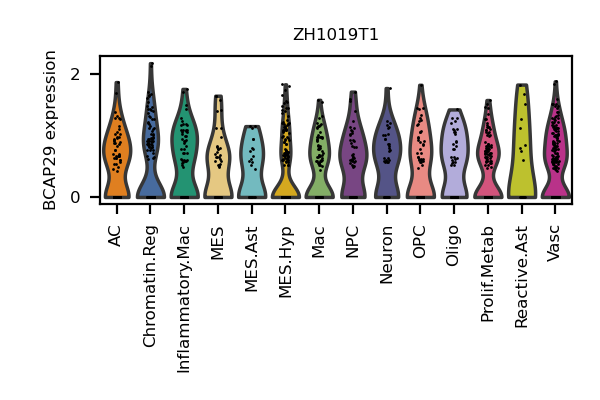 ZH1019T1
BCAP29 expression
2
0
AC
Chromatin.Reg
Inflammatory.Mac
MES
MES.Ast
MES.Hyp
Mac
NPC
Neuron
OPC
Oligo
Prolif.Metab
Reactive.Ast
Vasc